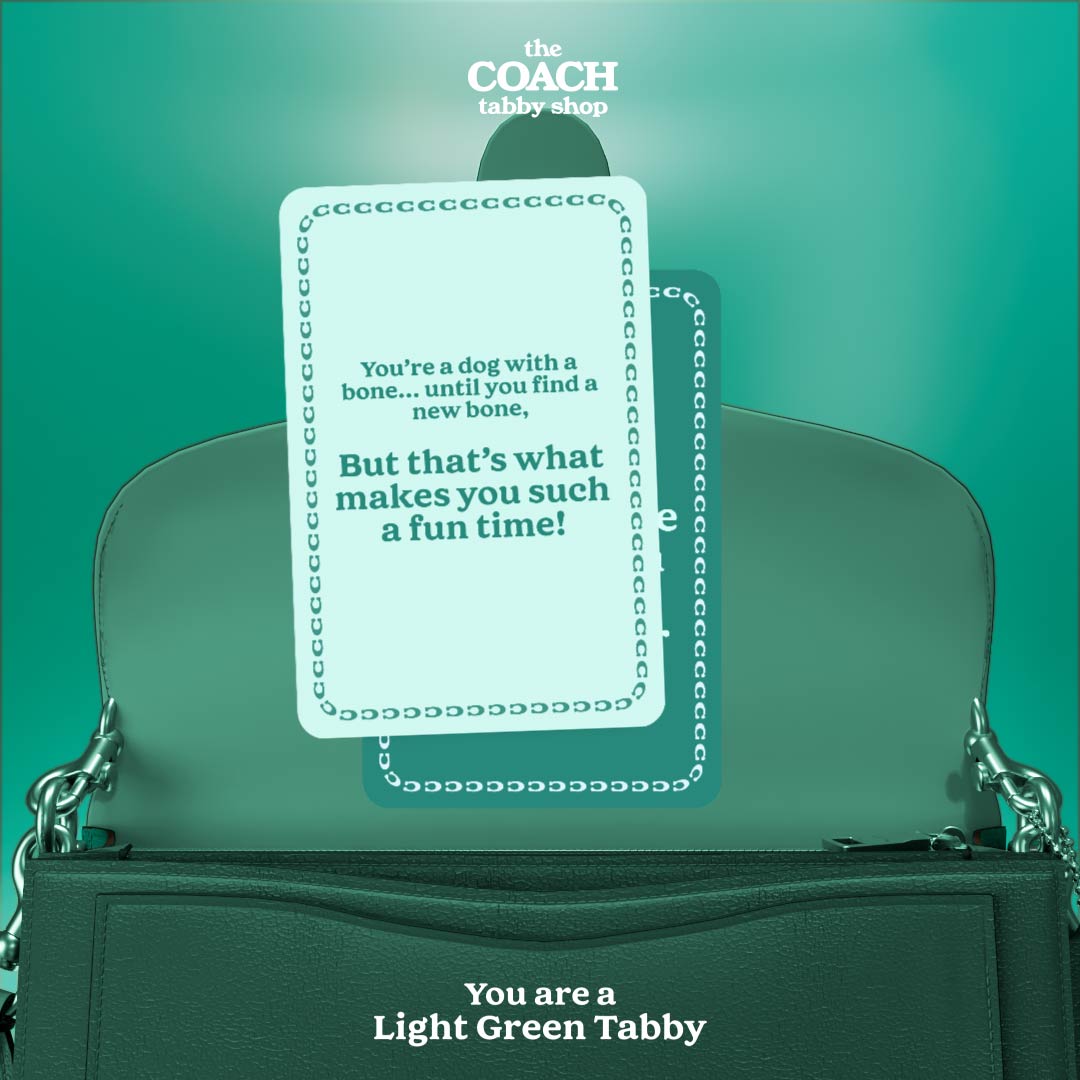 the
COACH
tabby shop
You're a dog with a
bone... until you find a
new bone,
But that's what
makes you such
a fun time!
You are a
Light Green Tabby